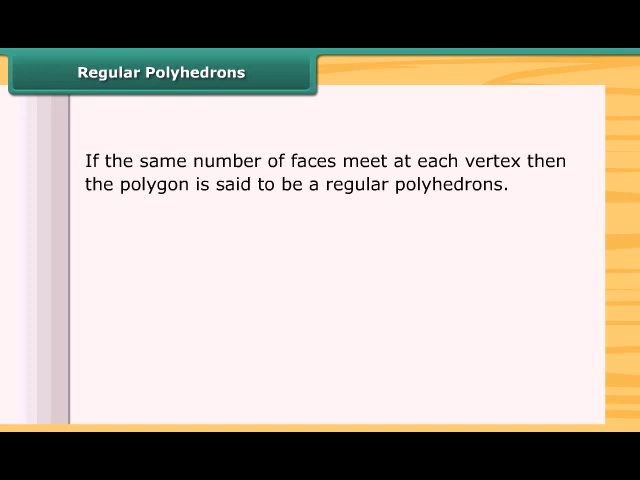 Regular Polyhedrons
If the same number of faces meet at each vertex then
the polygon is said to be a regular polyhedrons.